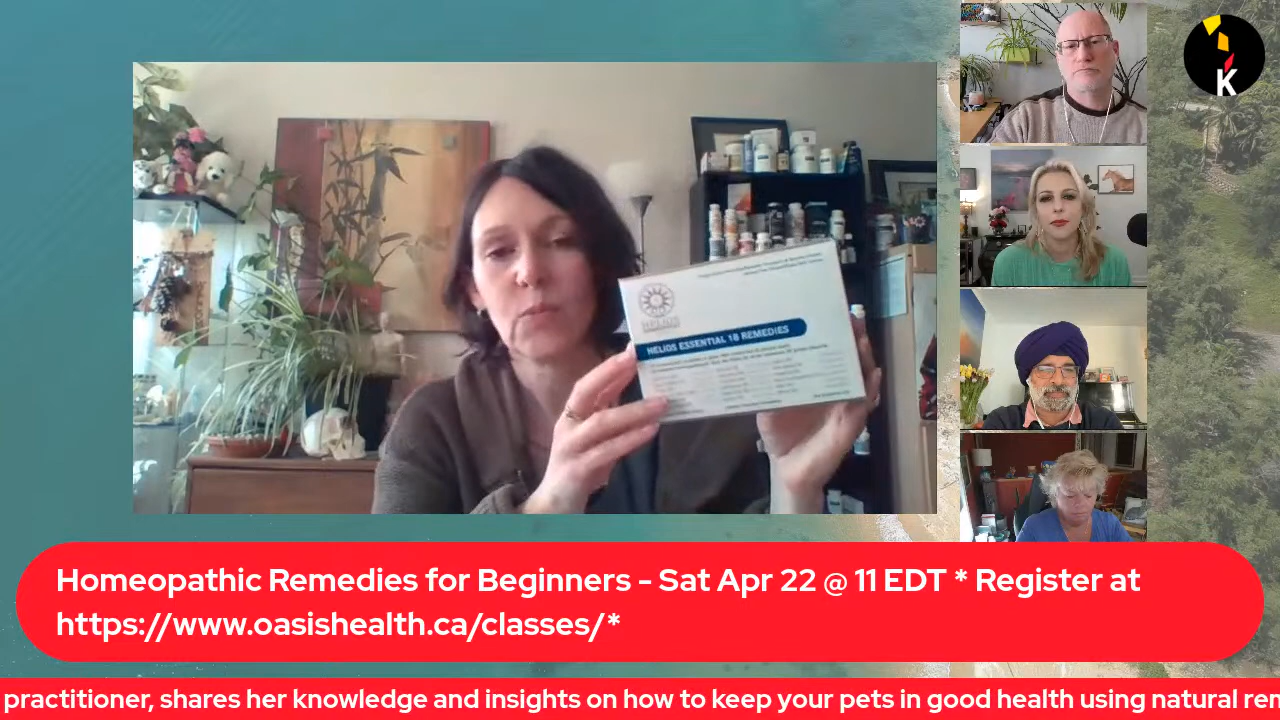 K
HELIOS
HELIOS ESSENTIAL 18 REMEDIES
Homeopathic Remedies for Beginners - Sat Apr 22 @ 11 EDT * Register at
https://www.oasishealth.ca/classes/*
practitioner, shares her knowledge and insights on how to keep your pets in good health using natural